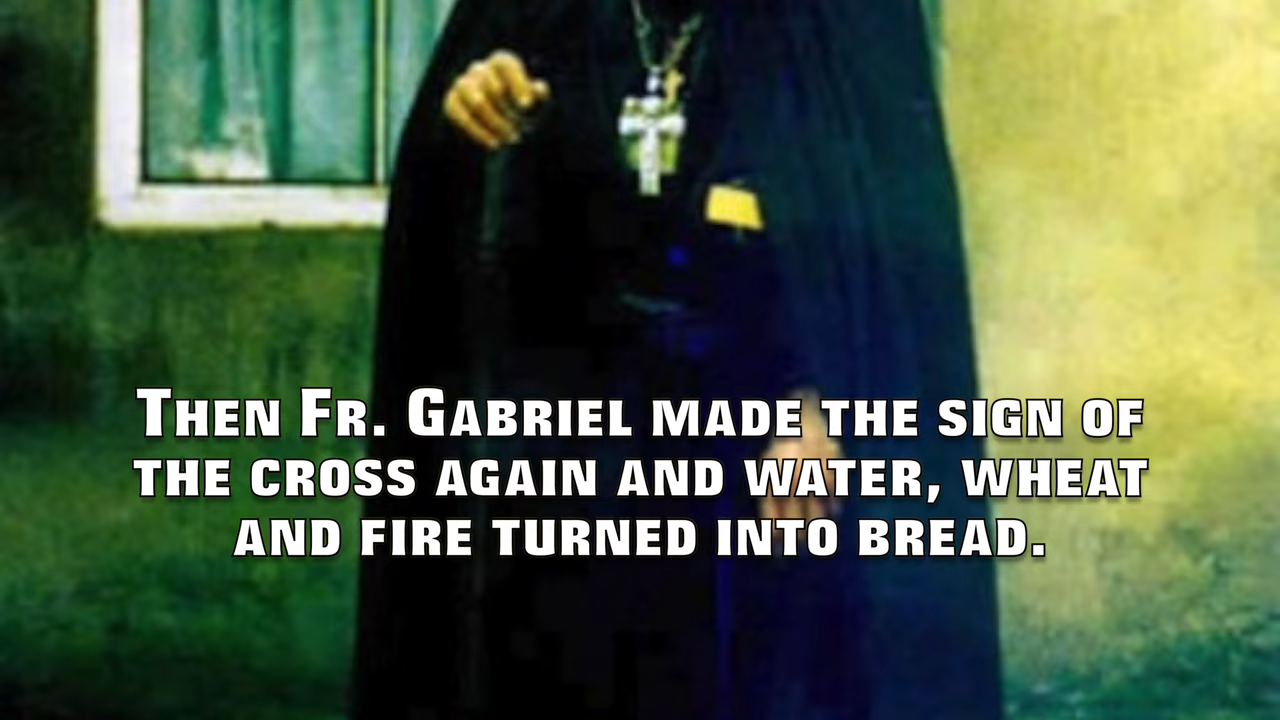 Then Fr. Gabriel made the sign of
the cross again and water, wheat
and fire turned into bread.